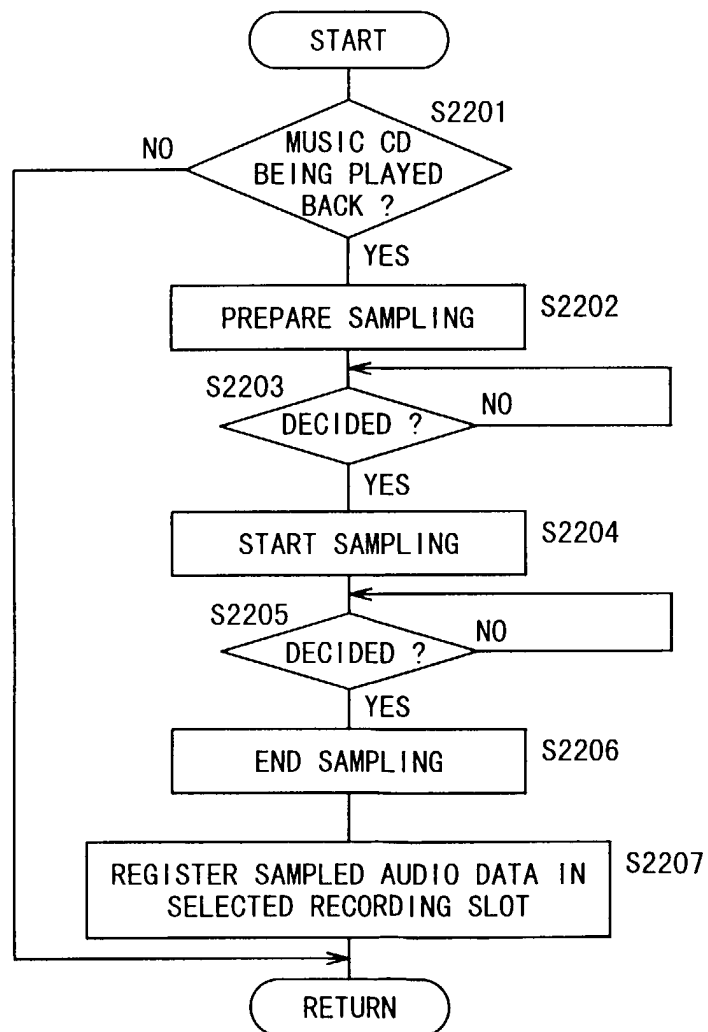 START
S2201
NO
MUSIC CD
BEING PLAYED
BACK ?
YES
PREPARE SAMPLING
S2202
S2203
DECIDED ?
NO
YES
START SAMPLING
S2204
S2205
DECIDED ?
NO
YES
END SAMPLING
S2206
REGISTER SAMPLED AUDIO DATA IN
SELECTED RECORDING SLOT
S2207
RETURN